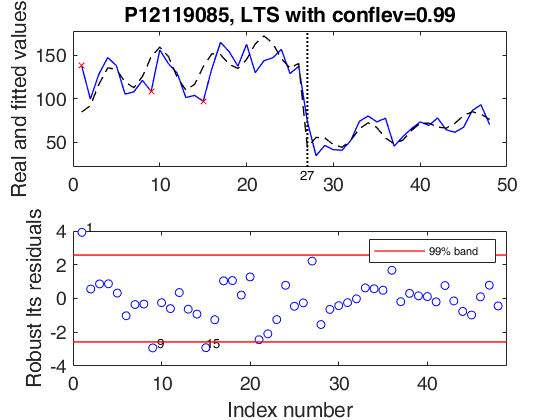 P12119085, LTS with conflev=0.99
Real and fitted values
150
100
50
0 10 20 30 40 50
27
Robust lts residuals
4
2
0
-2
-4
1
9
15
99% band
0 10 20 30 40
Index number